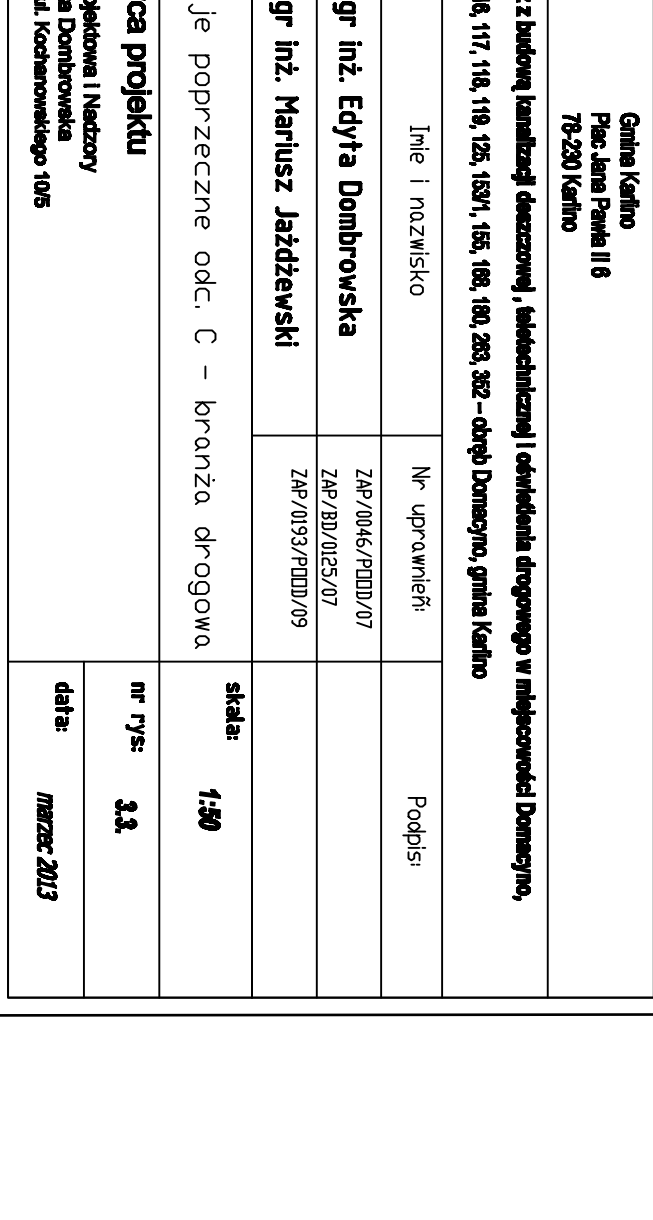 Gmina Karlino
Plac Jana Pawła II 6
78-230 Karlino
z budową kanalizacji deszczowej , teletechnicznej i oświetlenia drogowego w miejscowości Domacyno,
117, 118, 119, 125, 153/1, 155, 168, 180, 263, 352 – obręb Domacyno, gmina Karlino
Imie i nazwisko Nr uprawnień: Podpis:
gr inż. Edyta Dombrowska ZAP/0046/POOD/07
ZAP/BD/0125/07
gr inż. Mariusz Jażdżewski ZAP/0193/POOD/09
je poprzeczne odc. C – branża drogowa
skala: 1:50
ca projektu
nr rys: 3.3.
jektowa i Nadzory
a Dombrowska
ul. Kochanowskiego 10/5
data: marzec 2013